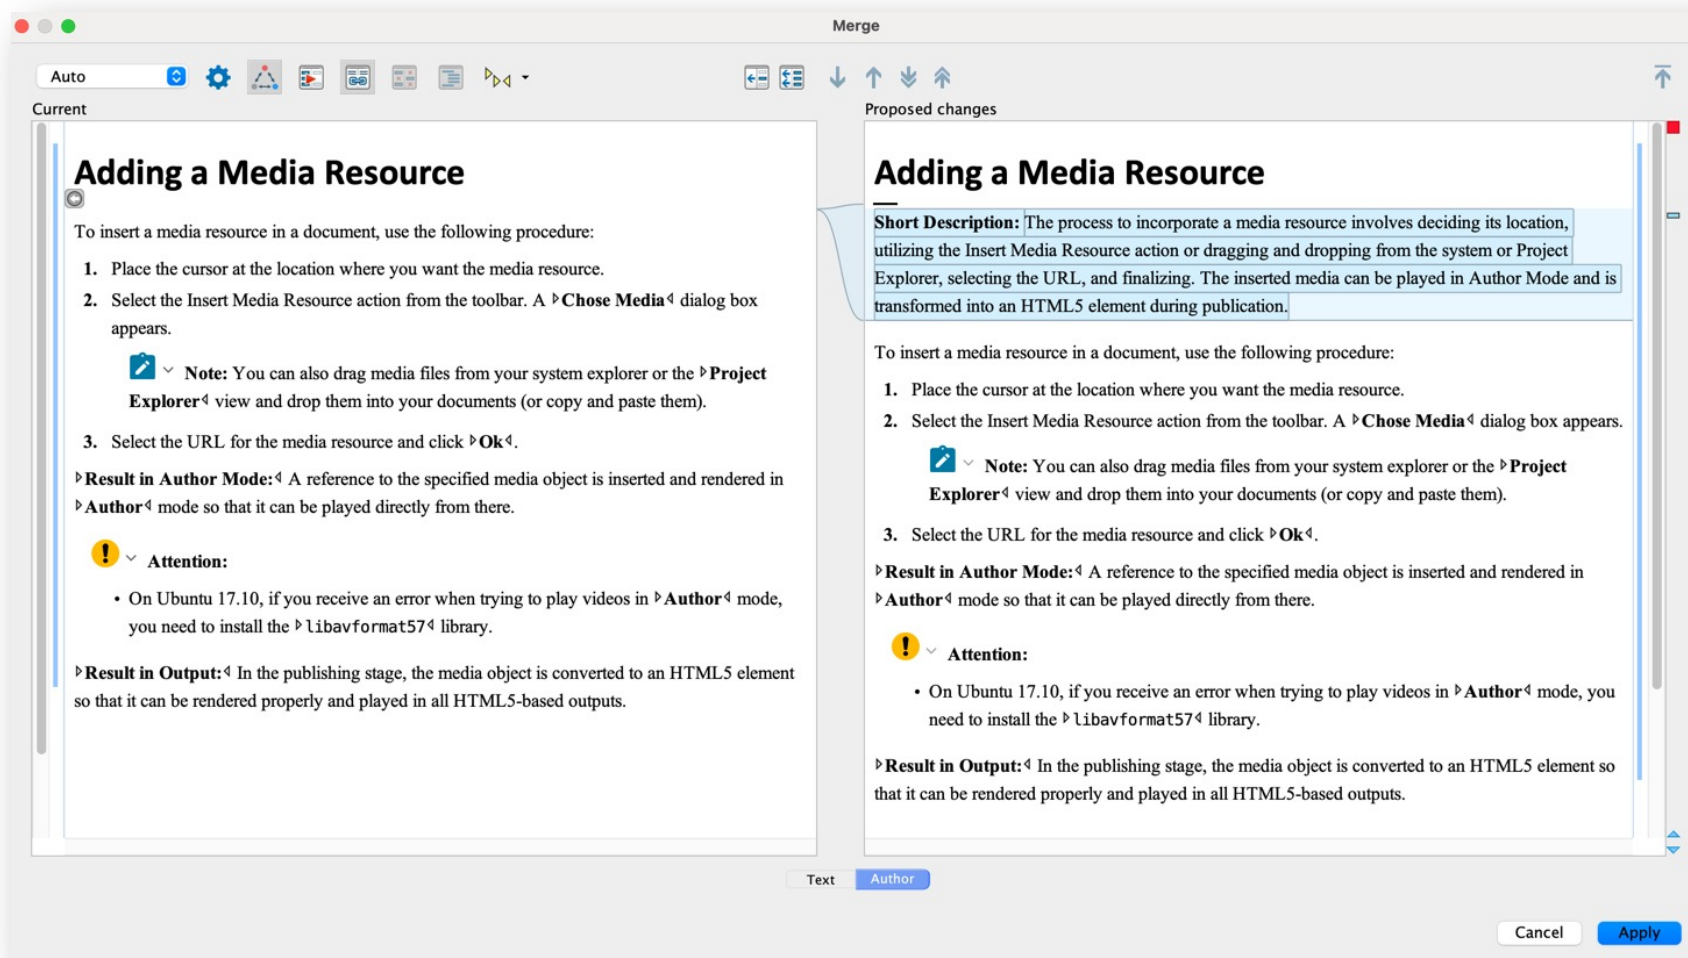 Merge
Auto
Current
Proposed changes
Adding a Media Resource
To insert a media resource in a document, use the following procedure:
1. Place the cursor at the location where you want the media resource.
2. Select the Insert Media Resource action from the toolbar. A Chose Media dialog box
appears.
Note: You can also drag media files from your system explorer or the Project
Explorer view and drop them into your documents (or copy and paste them).
3. Select the URL for the media resource and click Ok.
Result in Author Mode: A reference to the specified media object is inserted and rendered in
Author mode so that it can be played directly from there.
Attention:
• On Ubuntu 17.10, if you receive an error when trying to play videos in Author mode,
you need to install the libavformat57 library.
Result in Output: In the publishing stage, the media object is converted to an HTML5 element
so that it can be rendered properly and played in all HTML5-based outputs.
Adding a Media Resource
Short Description: The process to incorporate a media resource involves deciding its location,
utilizing the Insert Media Resource action or dragging and dropping from the system or Project
Explorer, selecting the URL, and finalizing. The inserted media can be played in Author Mode and is
transformed into an HTML5 element during publication.
To insert a media resource in a document, use the following procedure:
1. Place the cursor at the location where you want the media resource.
2. Select the Insert Media Resource action from the toolbar. A Chose Media dialog box appears.
Note: You can also drag media files from your system explorer or the Project
Explorer view and drop them into your documents (or copy and paste them).
3. Select the URL for the media resource and click Ok.
Result in Author Mode: A reference to the specified media object is inserted and rendered in
Author mode so that it can be played directly from there.
Attention:
• On Ubuntu 17.10, if you receive an error when trying to play videos in Author mode, you
need to install the libavformat57 library.
Result in Output: In the publishing stage, the media object is converted to an HTML5 element so
that it can be rendered properly and played in all HTML5-based outputs.
Text
Author
Cancel
Apply